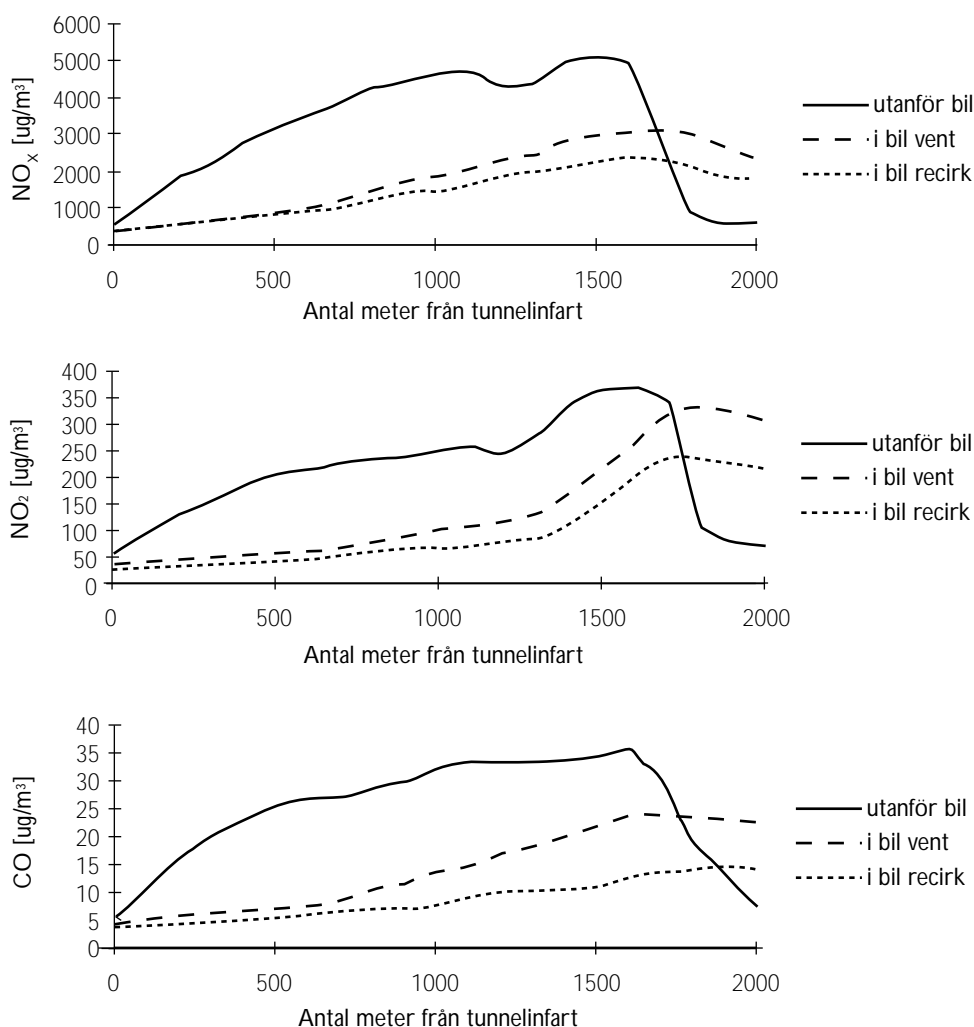 6000
5000
4000
3000
2000
1000
0
NOX [ug/m³]
0 500 1000 1500 2000
Antal meter från tunnelinfart
utanför bil
i bil vent
i bil recirk
400
350
300
250
200
150
100
50
0
NO2 [ug/m³]
0 500 1000 1500 2000
Antal meter från tunnelinfart
utanför bil
i bil vent
i bil recirk
40
35
30
25
20
15
10
5
0
CO [ug/m³]
0 500 1000 1500 2000
Antal meter från tunnelinfart
utanför bil
i bil vent
i bil recirk